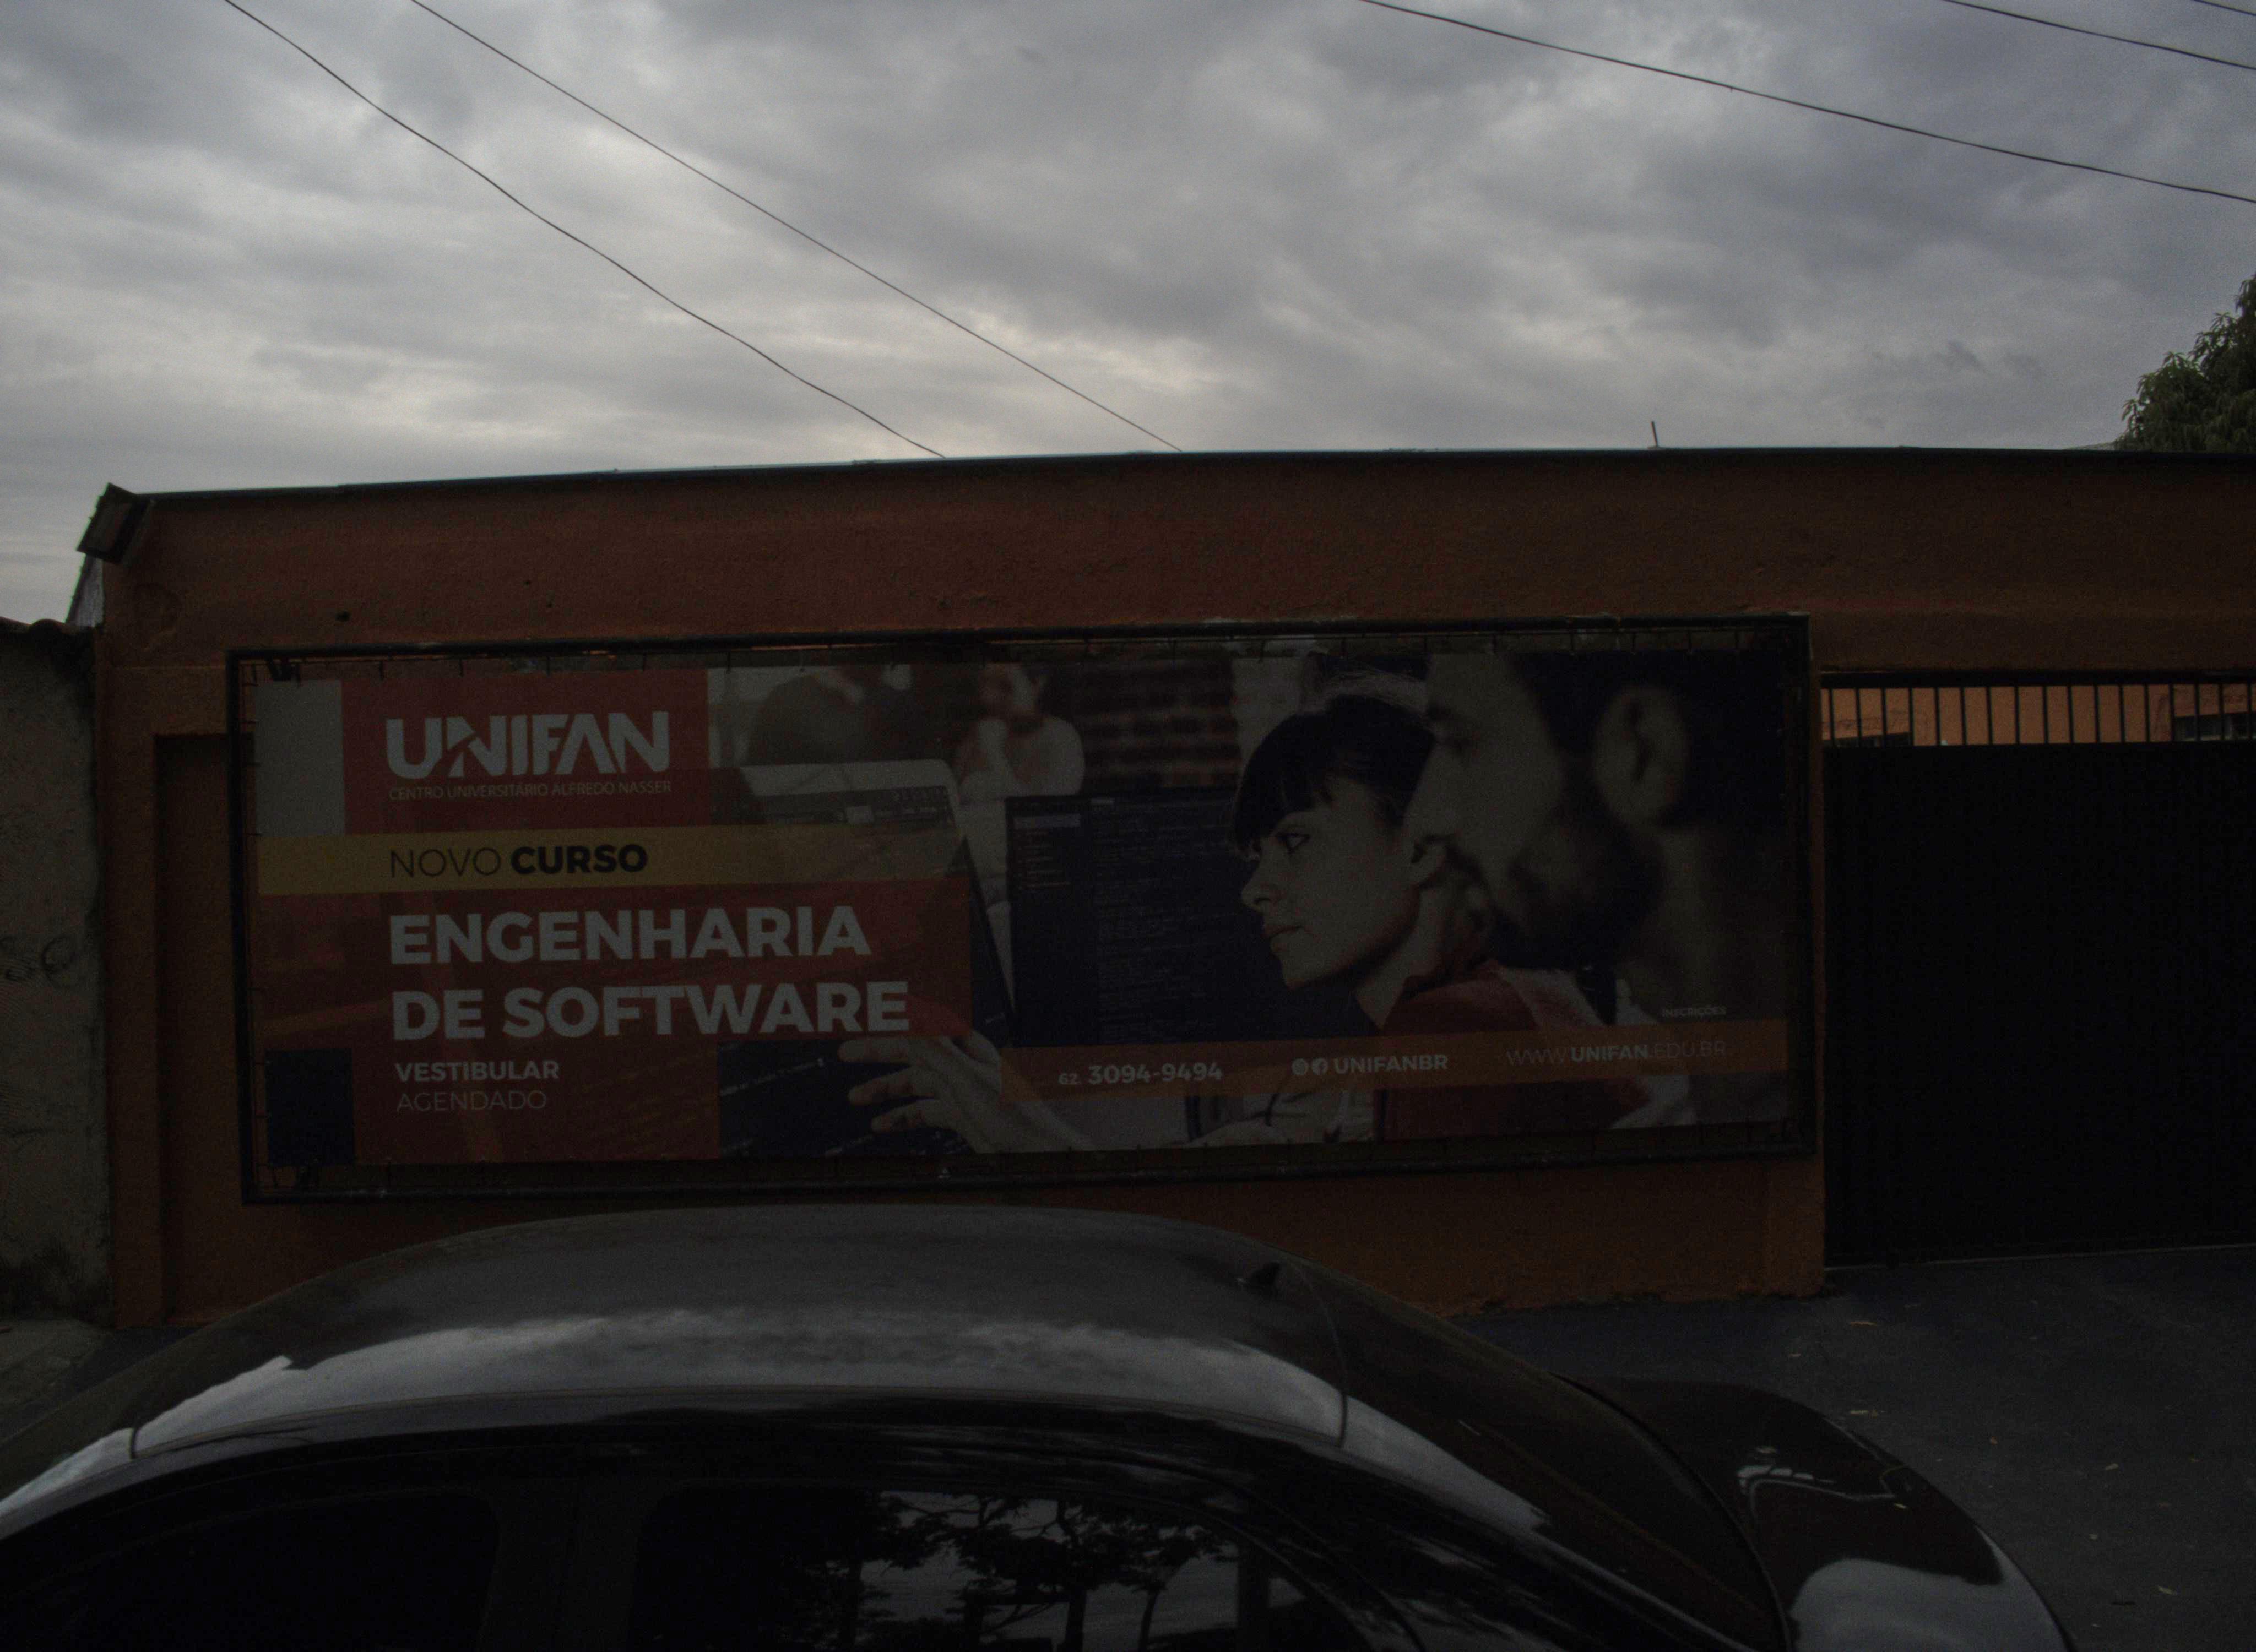 UNIFAN
CENTRO UNIVERSITÁRIO ALFREDO NASSER
NOVO CURSO
ENGENHARIA
DE SOFTWARE
VESTIBULAR
AGENDADO
62. 3094-9494
UNIFANBR
INSCRIÇÕES
WWW.UNIFAN.EDU.BR